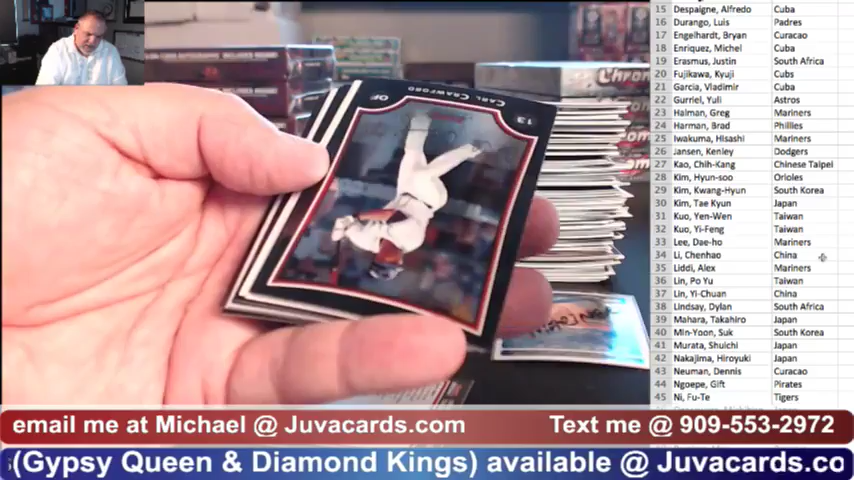 CARL CRAWFORD
OF
13
Chrom
15 Despaigne, Alfredo Cuba
16 Durango, Luis Padres
17 Engelhardt, Bryan Curacao
18 Enriquez, Michel Cuba
19 Erasmus, Justin South Africa
20 Fujikawa, Kyuji Cubs
21 Garcia, Vladimir Cuba
22 Gurriel, Yuli Astros
23 Halman, Greg Mariners
24 Harman, Brad Phillies
25 Iwakuma, Hisashi Mariners
26 Jansen, Kenley Dodgers
27 Kao, Chih-Kang Chinese Taipei
28 Kim, Hyun-soo Orioles
29 Kim, Kwang-Hyun South Korea
30 Kim, Tae Kyun Japan
31 Kuo, Yen-Wen Taiwan
32 Kuo, Yi-Feng Taiwan
33 Lee, Dae-ho Mariners
34 Li, Chenhao China
35 Liddi, Alex Mariners
36 Lin, Po Yu Taiwan
37 Lin, Yi-Chuan China
38 Lindsay, Dylan South Africa
39 Mahara, Takahiro Japan
40 Min-Yoon, Suk South Korea
41 Murata, Shuichi Japan
42 Nakajima, Hiroyuki Japan
43 Neuman, Dennis Curacao
44 Ngoepe, Gift Pirates
45 Ni, Fu-Te Tigers
email me at Michael @ Juvacards.com Text me @ 909-553-2972
(Gypsy Queen & Diamond Kings) available @ Juvacards.co